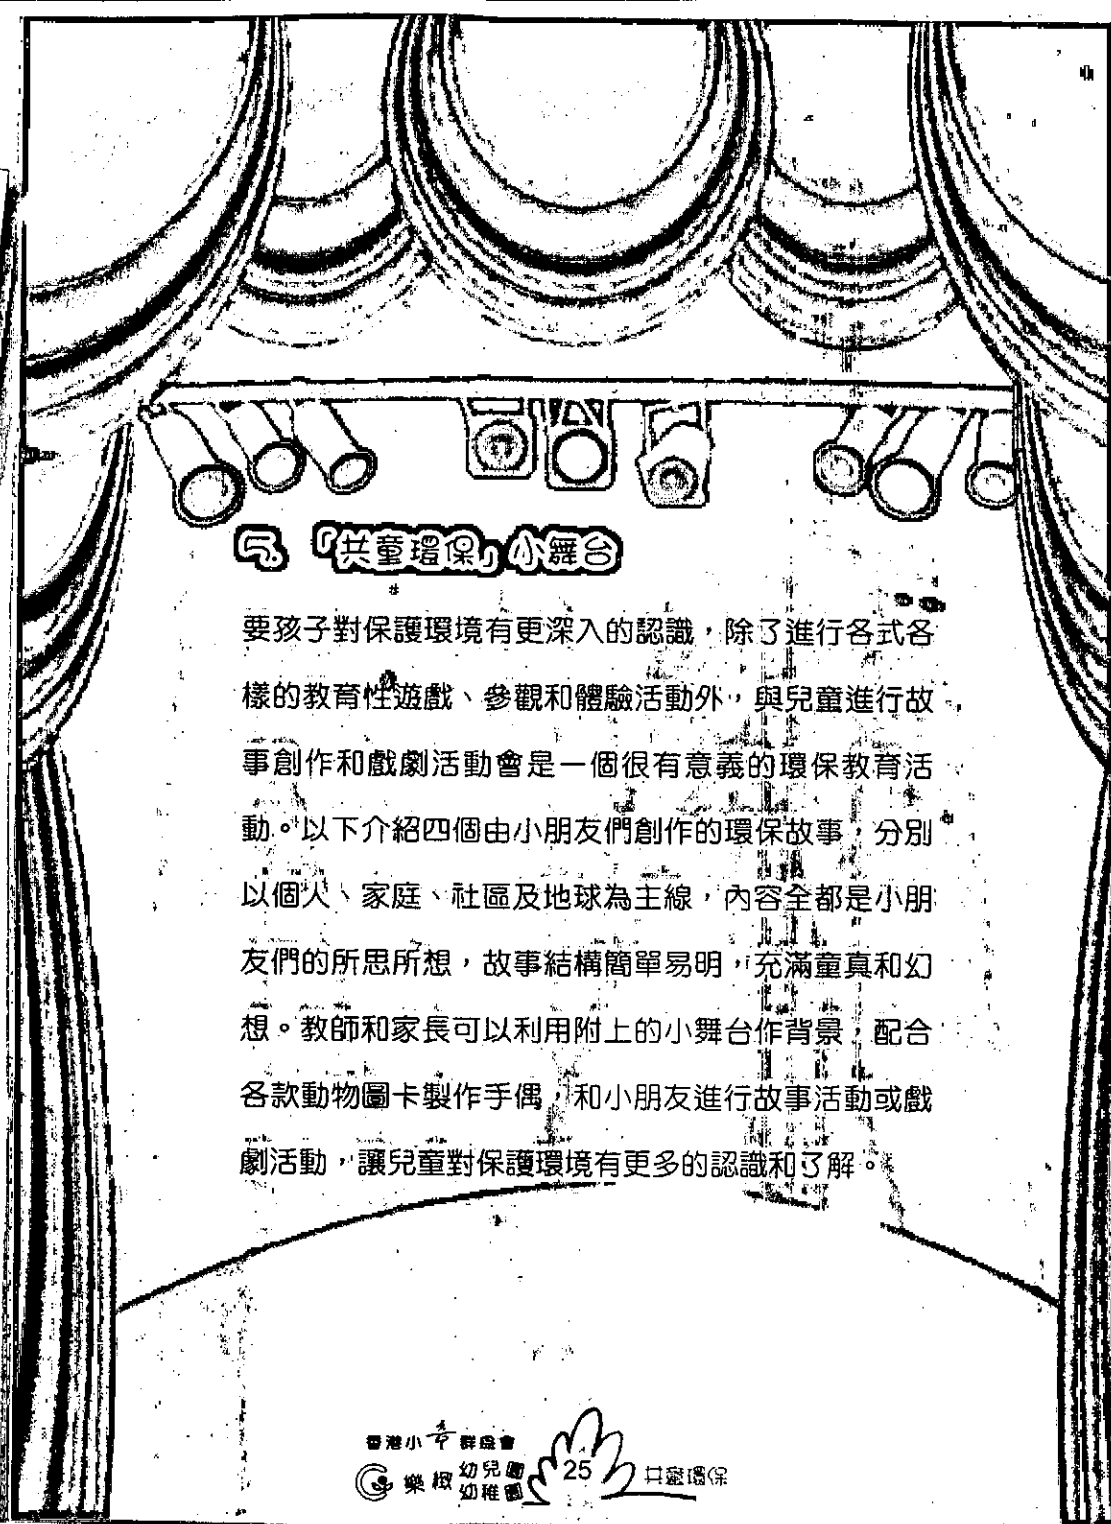 5. 「共童環保」小舞台
要孩子對保護環境有更深入的認識，除了進行各式各
樣的教育性遊戲、參觀和體驗活動外，與兒童進行故
事創作和戲劇活動會是一個很有意義的環保教育活
動。以下介紹四個由小朋友們創作的環保故事，分別
以個人、家庭、社區及地球為主線，內容全都是小朋
友們的所思所想，故事結構簡單易明，充滿童真和幻
想。教師和家長可以利用附上的小舞台作背景，配合
各款動物圖卡製作手偶，和小朋友進行故事活動或戲
劇活動，讓兒童對保護環境有更多的認識和了解。
香港小童群益會
樂緻幼兒園
幼稚園
25
共童環保